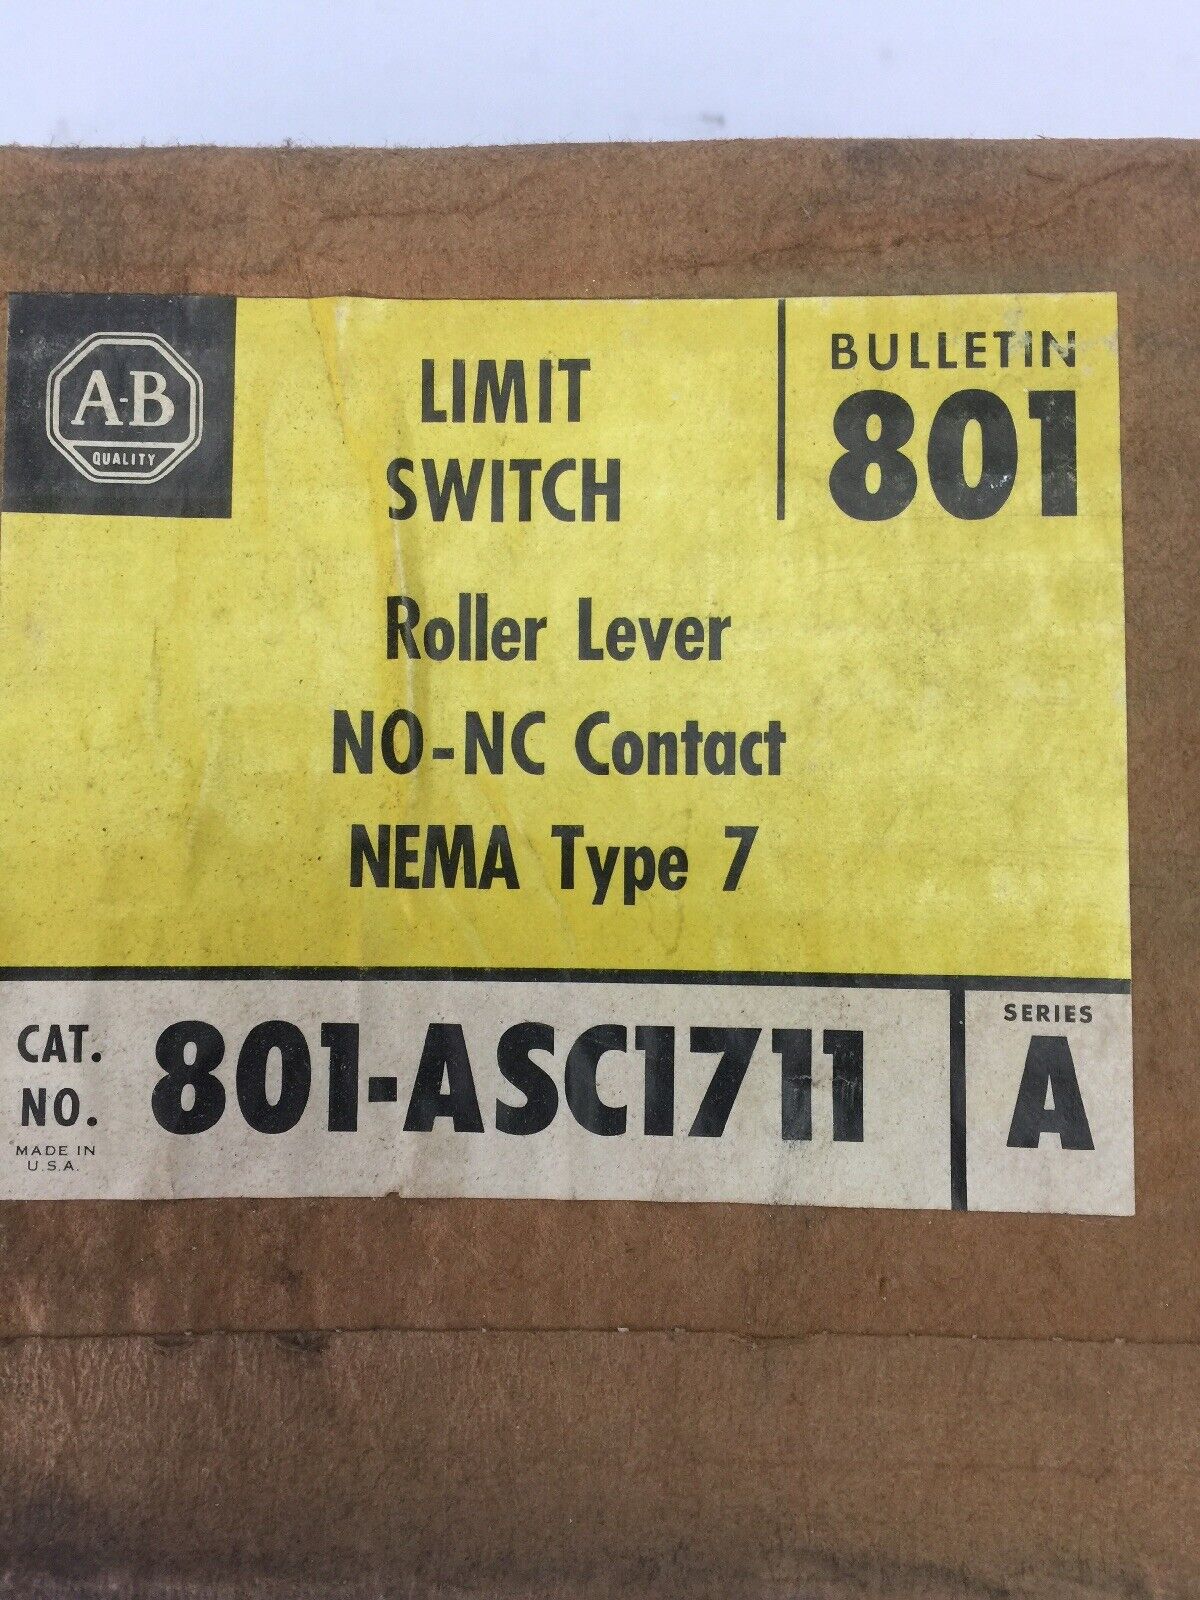 A-B
QUALITY
LIMIT
SWITCH
BULLETIN
801
Roller Lever
NO-NC Contact
NEMA Type 7
CAT.
NO.
801-ASC1711
MADE IN
U.S.A.
SERIES
A